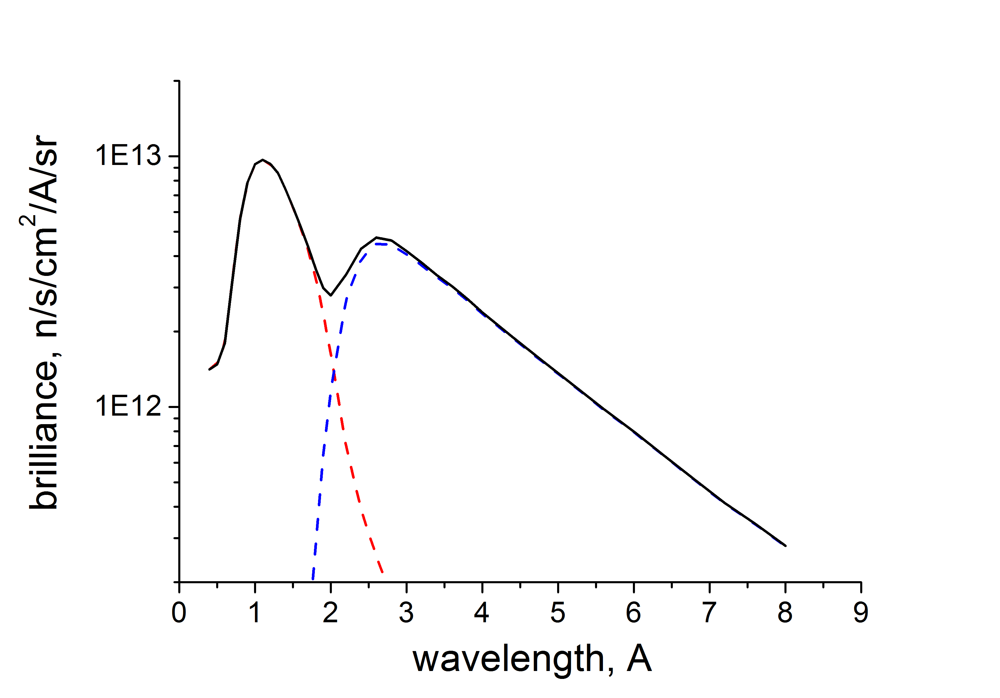 brilliance, n/s/cm²/A/sr
1E13
1E12
0 1 2 3 4 5 6 7 8 9
wavelength, A